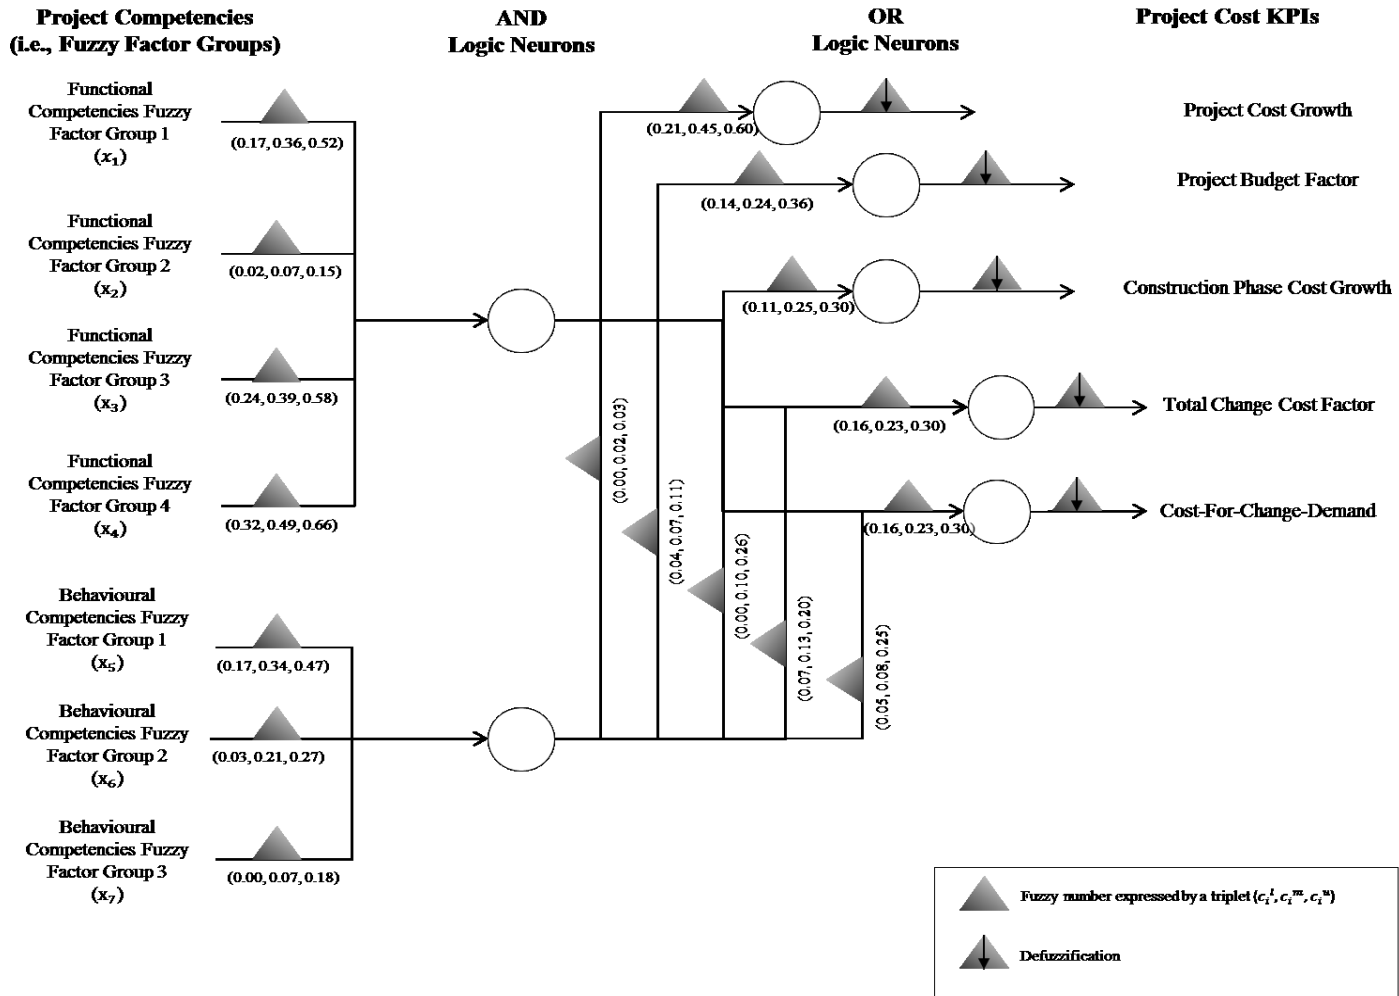 Project Competencies
(i.e., Fuzzy Factor Groups)
AND
Logic Neurons
OR
Logic Neurons
Project Cost KPIs
Functional
Competencies Fuzzy
Factor Group 1
(x₁)
(0.17, 0.36, 0.52)
Functional
Competencies Fuzzy
Factor Group 2
(x₂)
(0.02, 0.07, 0.15)
Functional
Competencies Fuzzy
Factor Group 3
(x₃)
(0.24, 0.39, 0.58)
Functional
Competencies Fuzzy
Factor Group 4
(x₄)
(0.32, 0.49, 0.66)
Behavioural
Competencies Fuzzy
Factor Group 1
(x₅)
(0.17, 0.34, 0.47)
Behavioural
Competencies Fuzzy
Factor Group 2
(x₆)
(0.03, 0.21, 0.27)
Behavioural
Competencies Fuzzy
Factor Group 3
(x₇)
(0.00, 0.07, 0.18)
(0.00, 0.02, 0.03)
(0.04, 0.07, 0.11)
(0.00, 0.10, 0.26)
(0.07, 0.13, 0.20)
(0.05, 0.08, 0.25)
(0.21, 0.45, 0.60)
Project Cost Growth
(0.14, 0.24, 0.36)
Project Budget Factor
(0.11, 0.25, 0.30)
Construction Phase Cost Growth
(0.16, 0.23, 0.30)
Total Change Cost Factor
(0.16, 0.23, 0.30)
Cost-For-Change-Demand
Fuzzy number expressed by a triplet (cᵢˡ, cᵢᵐ, cᵢᵘ)
Defuzzification